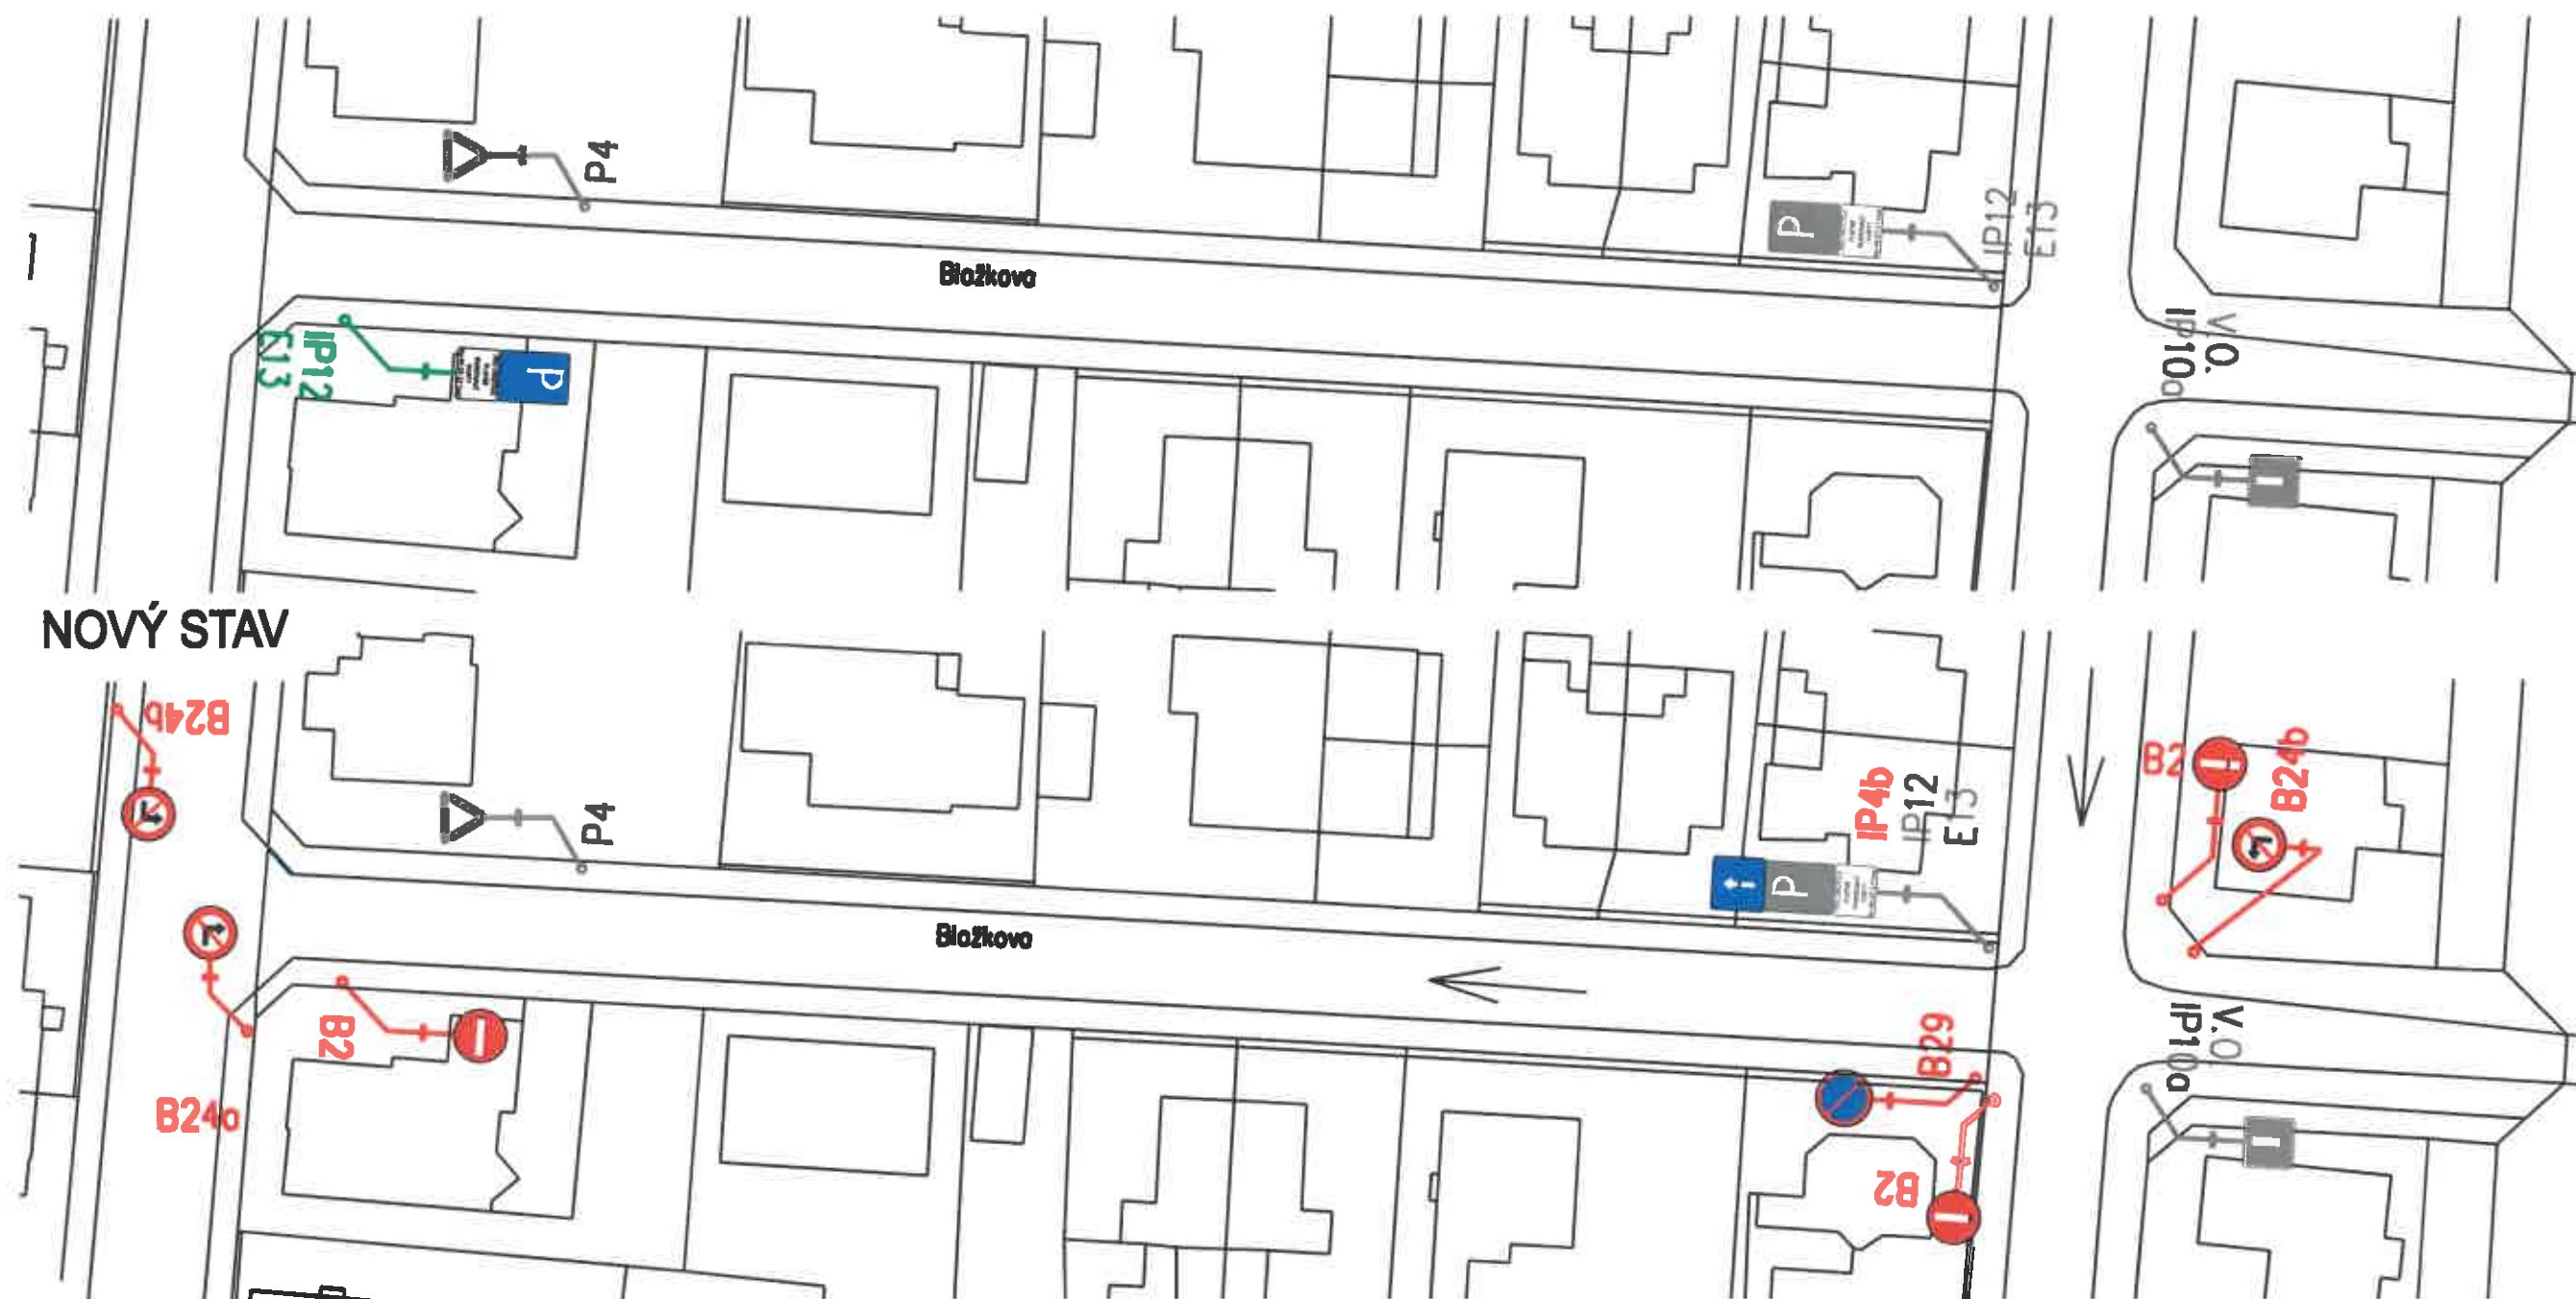 P4
P
IP12
E13
Blažkova
IP12
E13
P
V.O.
IP10a
NOVÝ STAV
B24b
B2
B24b
IP4b
IP12
E13
P4
P
Blažkova
B2
B24a
B29
V.O.
IP10a
B2